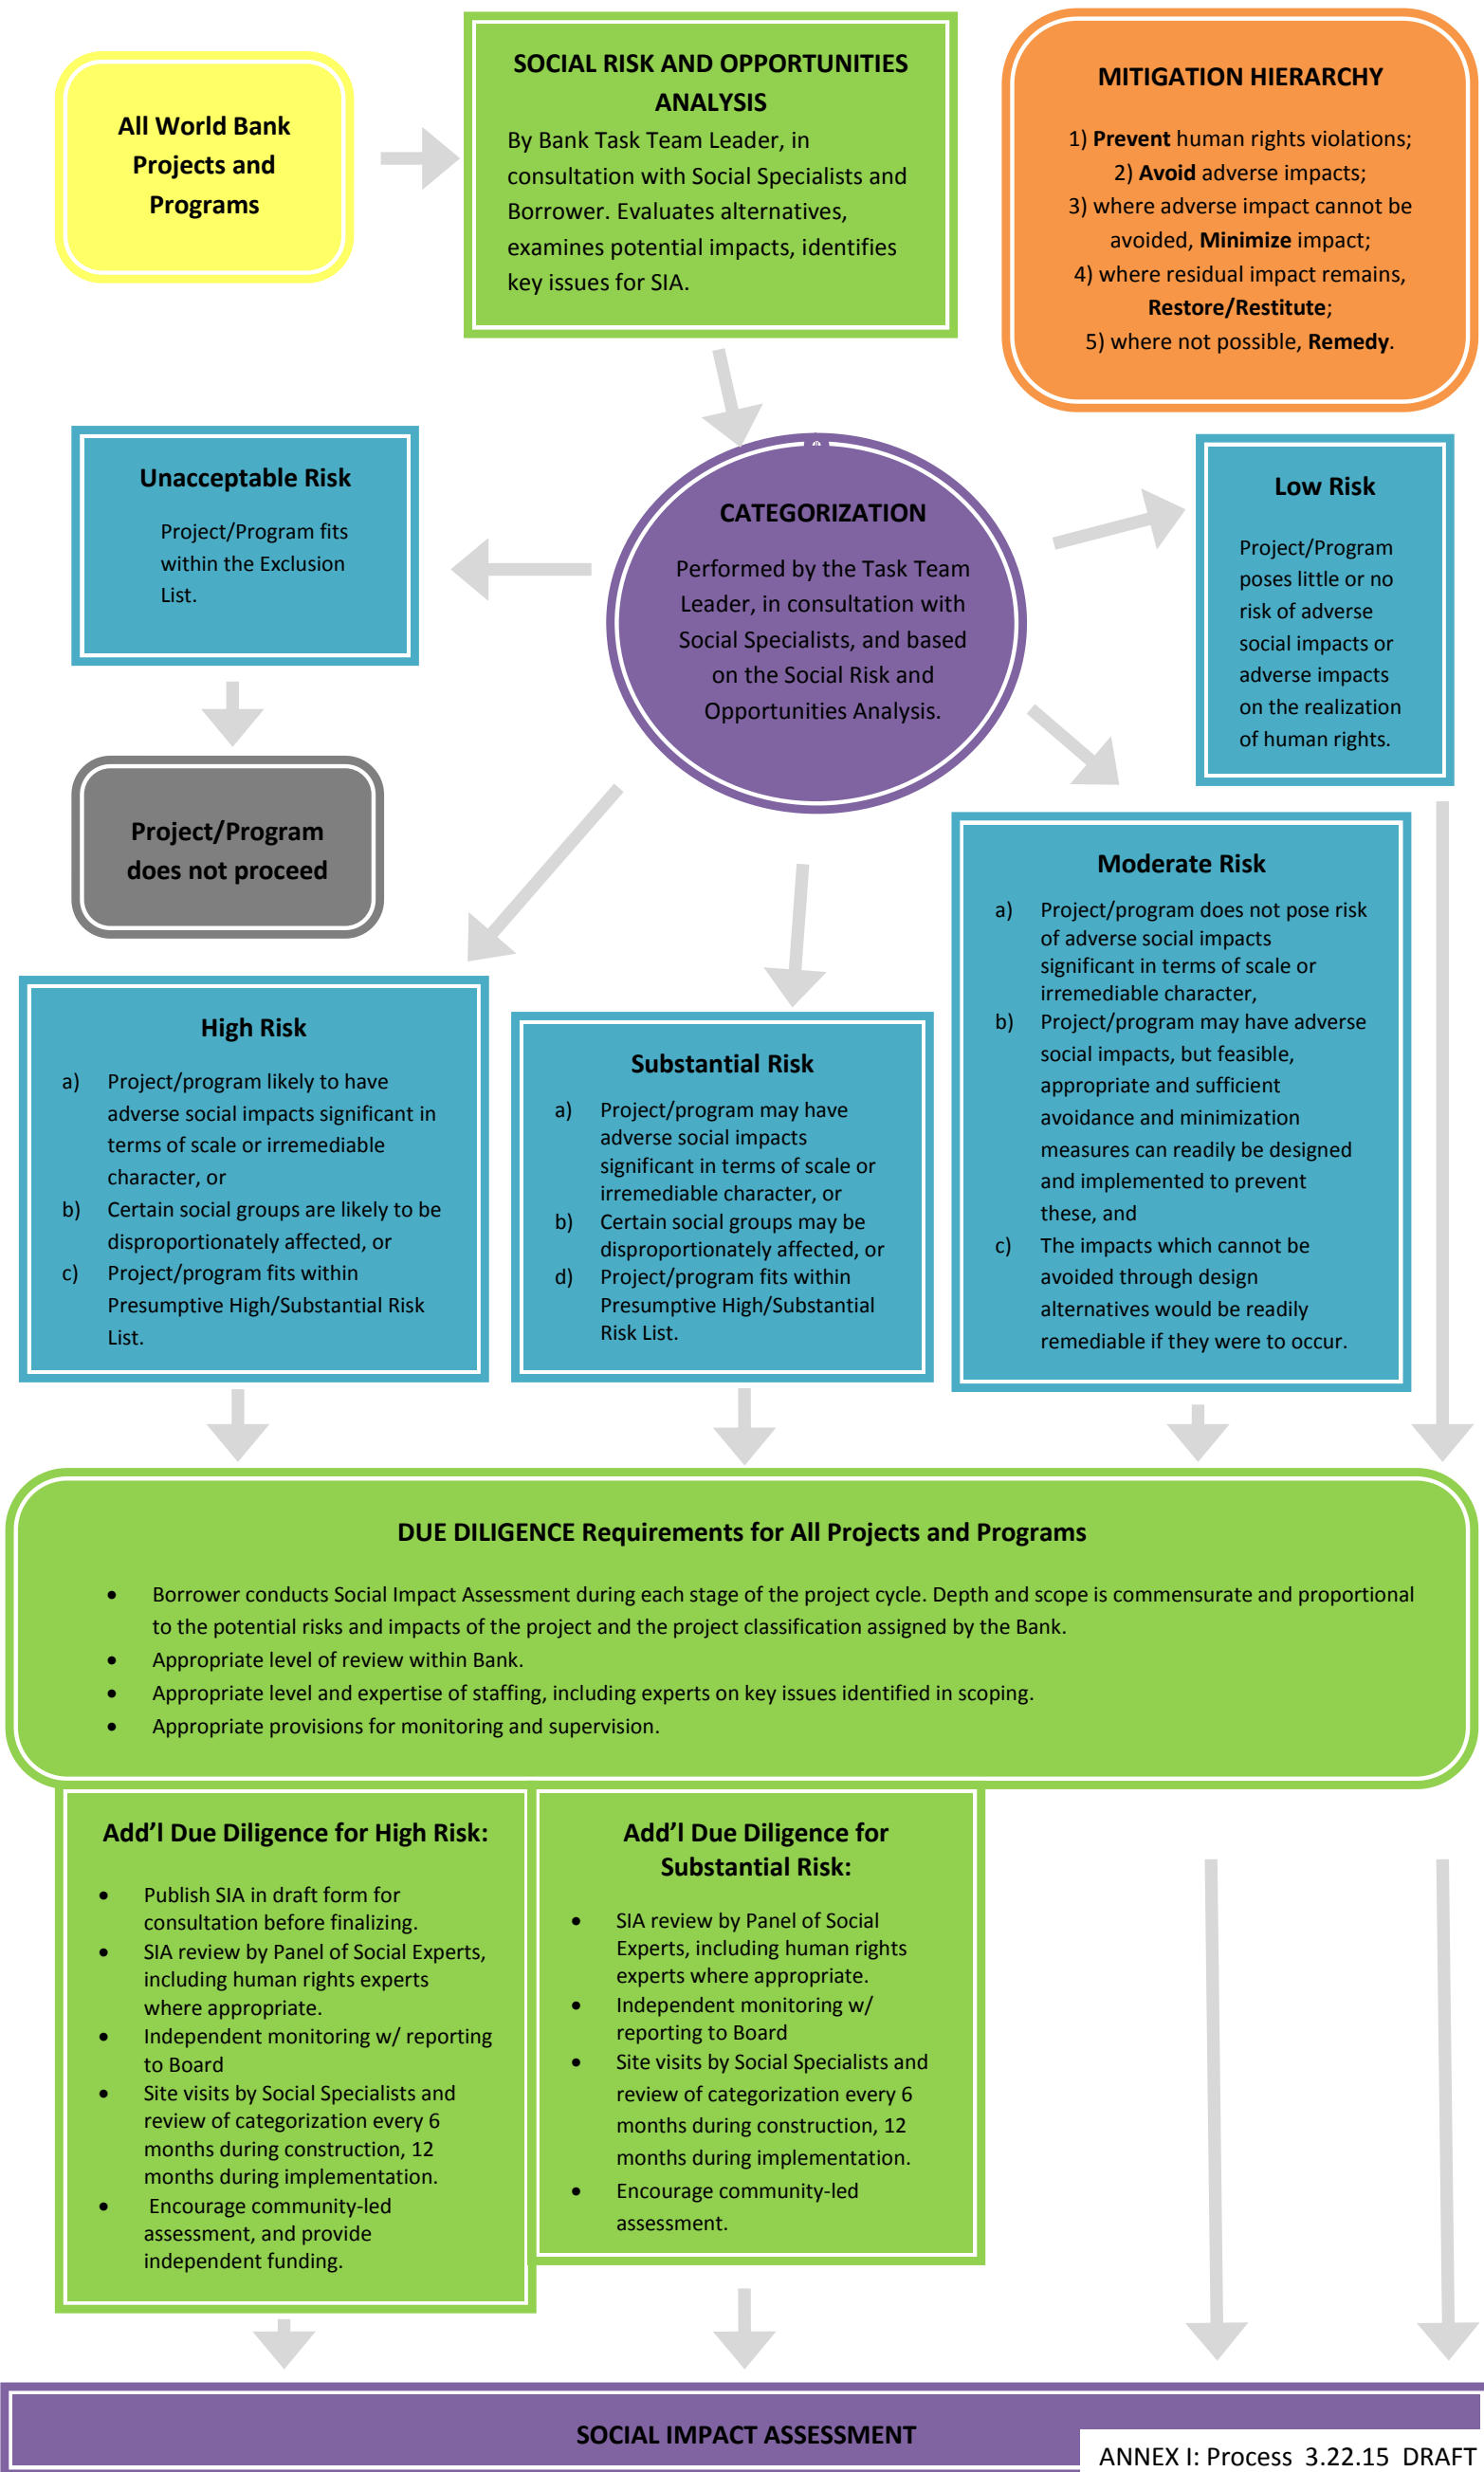 All World Bank
Projects and
Programs
SOCIAL RISK AND OPPORTUNITIES
ANALYSIS
By Bank Task Team Leader, in
consultation with Social Specialists and
Borrower. Evaluates alternatives,
examines potential impacts, identifies
key issues for SIA.
MITIGATION HIERARCHY
1) Prevent human rights violations;
2) Avoid adverse impacts;
3) where adverse impact cannot be
avoided, Minimize impact;
4) where residual impact remains,
Restore/Restitute;
5) where not possible, Remedy.
Unacceptable Risk
Project/Program fits
within the Exclusion
List.
CATEGORIZATION
Performed by the Task Team
Leader, in consultation with
Social Specialists, and based
on the Social Risk and
Opportunities Analysis.
Low Risk
Project/Program
poses little or no
risk of adverse
social impacts or
adverse impacts
on the realization
of human rights.
Project/Program
does not proceed
High Risk
a) Project/program likely to have
adverse social impacts significant in
terms of scale or irremediable
character, or
b) Certain social groups are likely to be
disproportionately affected, or
c) Project/program fits within
Presumptive High/Substantial Risk
List.
Substantial Risk
a) Project/program may have
adverse social impacts
significant in terms of scale or
irremediable character, or
b) Certain social groups may be
disproportionately affected, or
d) Project/program fits within
Presumptive High/Substantial
Risk List.
Moderate Risk
a) Project/program does not pose risk
of adverse social impacts
significant in terms of scale or
irremediable character,
b) Project/program may have adverse
social impacts, but feasible,
appropriate and sufficient
avoidance and minimization
measures can readily be designed
and implemented to prevent
these, and
c) The impacts which cannot be
avoided through design
alternatives would be readily
remediable if they were to occur.
DUE DILIGENCE Requirements for All Projects and Programs
• Borrower conducts Social Impact Assessment during each stage of the project cycle. Depth and scope is commensurate and proportional
to the potential risks and impacts of the project and the project classification assigned by the Bank.
• Appropriate level of review within Bank.
• Appropriate level and expertise of staffing, including experts on key issues identified in scoping.
• Appropriate provisions for monitoring and supervision.
Add'l Due Diligence for High Risk:
• Publish SIA in draft form for
consultation before finalizing.
• SIA review by Panel of Social Experts,
including human rights experts
where appropriate.
• Independent monitoring w/ reporting
to Board
• Site visits by Social Specialists and
review of categorization every 6
months during construction, 12
months during implementation.
• Encourage community-led
assessment, and provide
independent funding.
Add'l Due Diligence for
Substantial Risk:
• SIA review by Panel of Social
Experts, including human rights
experts where appropriate.
• Independent monitoring w/
reporting to Board
• Site visits by Social Specialists and
review of categorization every 6
months during construction, 12
months during implementation.
• Encourage community-led
assessment.
SOCIAL IMPACT ASSESSMENT
ANNEX I: Process 3.22.15 DRAFT